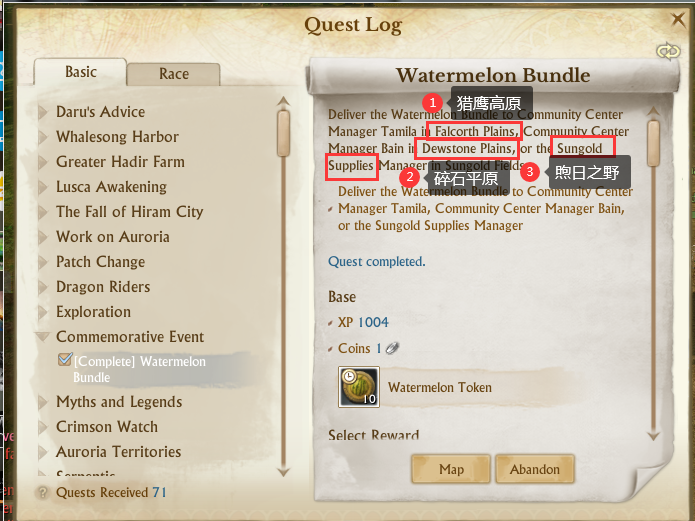 Quest Log
Basic
Race
Daru's Advice
Whalesong Harbor
Greater Hadir Farm
Lusca Awakening
The Fall of Hiram City
Work on Auroria
Patch Change
Dragon Riders
Exploration
Commemorative Event
[Complete] Watermelon
Bundle
Myths and Legends
Crimson Watch
Auroria Territories
Quests Received 71
Watermelon Bundle
1 猎鹰高原
Deliver the Watermelon Bundle to Community Center
Manager Tamila in Falcorth Plains, Community Center
Manager Bain in Dewstone Plains, or the Sungold
Supplies Manager in Sungold Fields
2 碎石平原
3 煦日之野
Deliver the Watermelon Bundle to Community Center
Manager Tamila, Community Center Manager Bain,
or the Sungold Supplies Manager
Quest completed.
Base
XP 1004
Coins 1
10
Watermelon Token
Select Reward
Map
Abandon